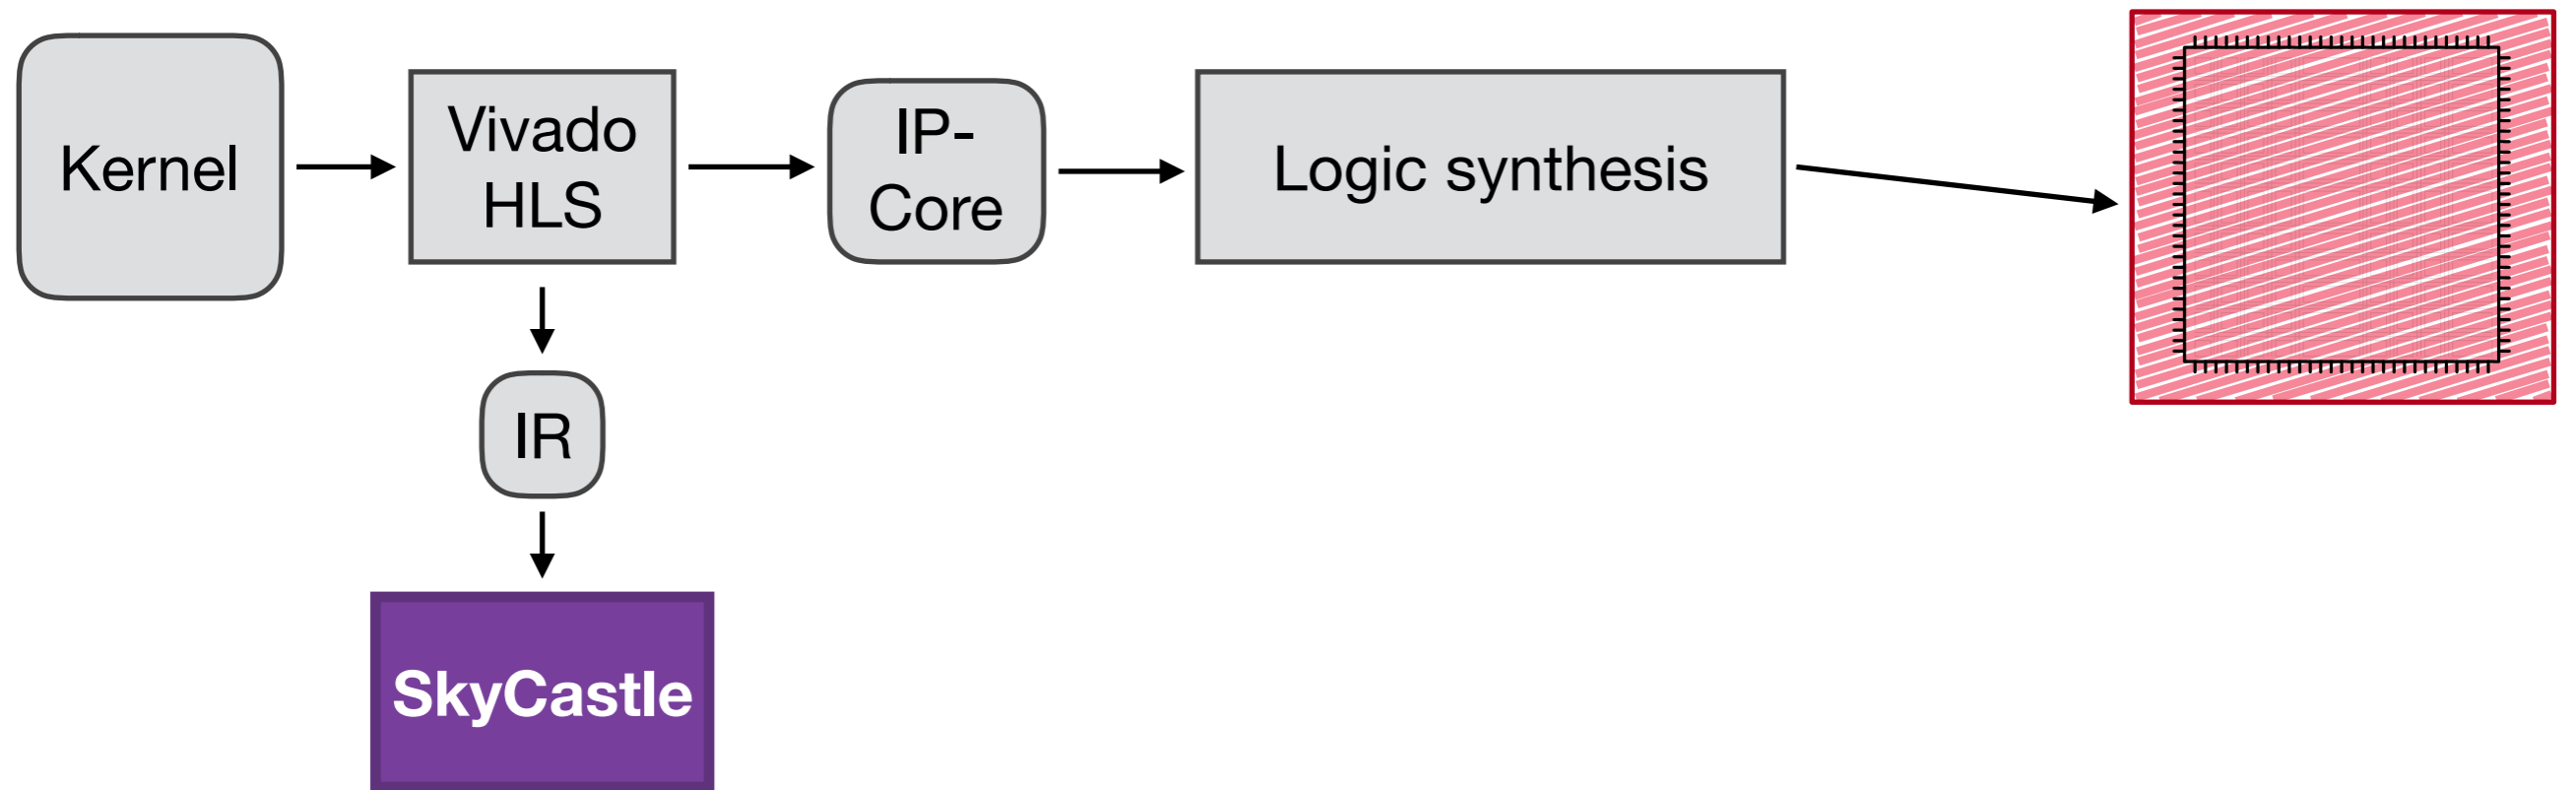 Kernel
Vivado
HLS
IP-
Core
Logic synthesis
IR
SkyCastle